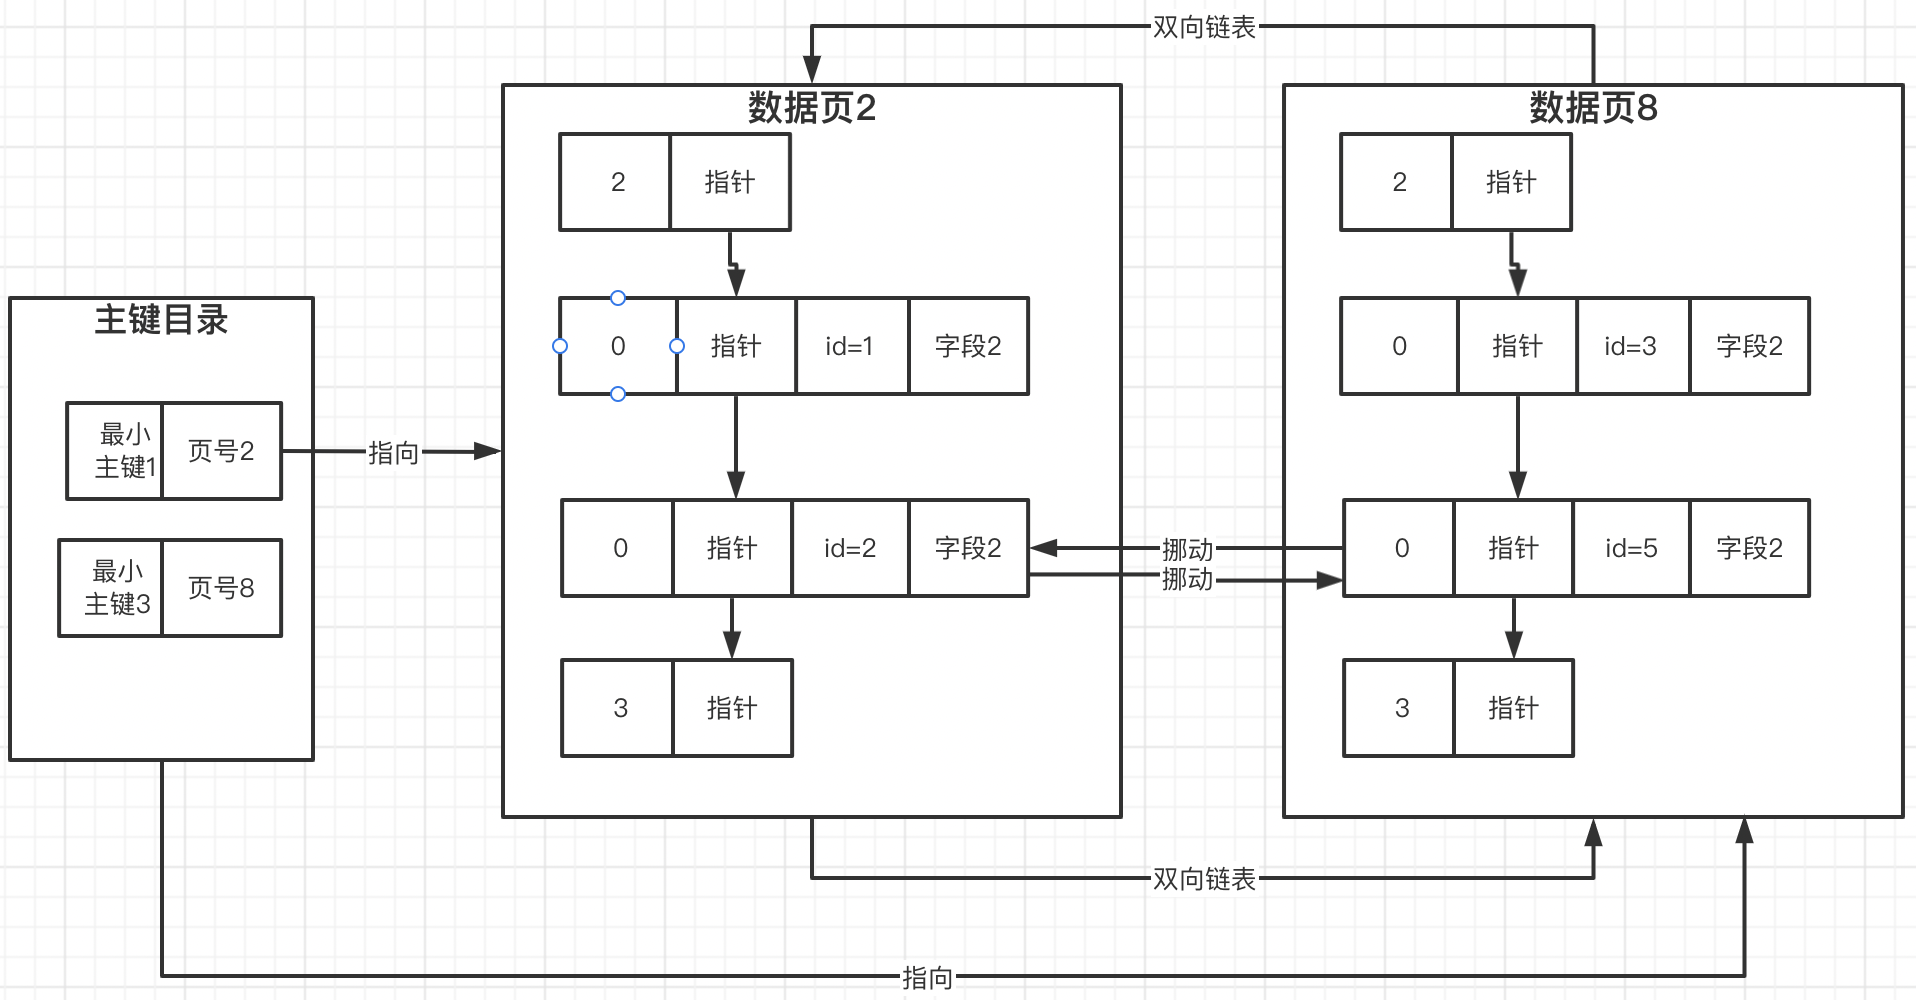 双向链表
主键目录
最小
主键1
页号2
最小
主键3
页号8
指向
数据页2
2
指针
0
指针
id=1
字段2
0
指针
id=2
字段2
3
指针
挪动
挪动
数据页8
2
指针
0
指针
id=3
字段2
0
指针
id=5
字段2
3
指针
双向链表
指向